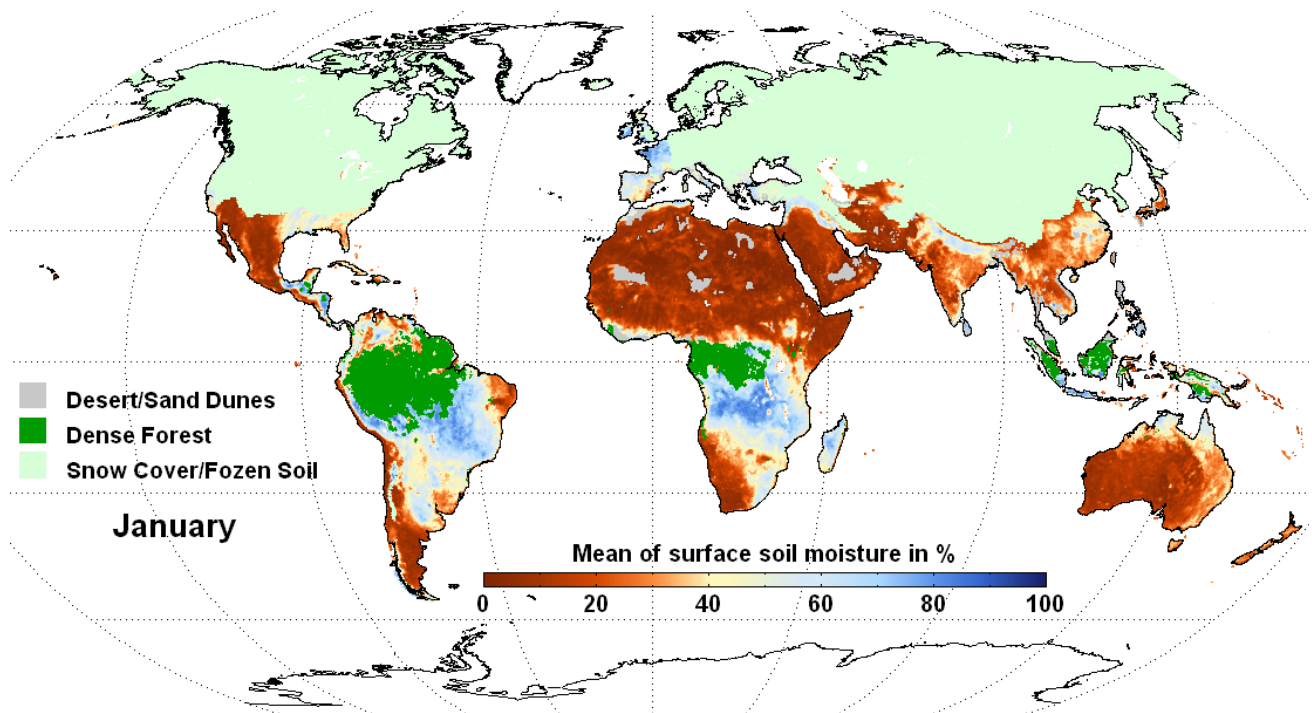 Desert/Sand Dunes
Dense Forest
Snow Cover/Fozen Soil
January
Mean of surface soil moisture in %
0 20 40 60 80 100